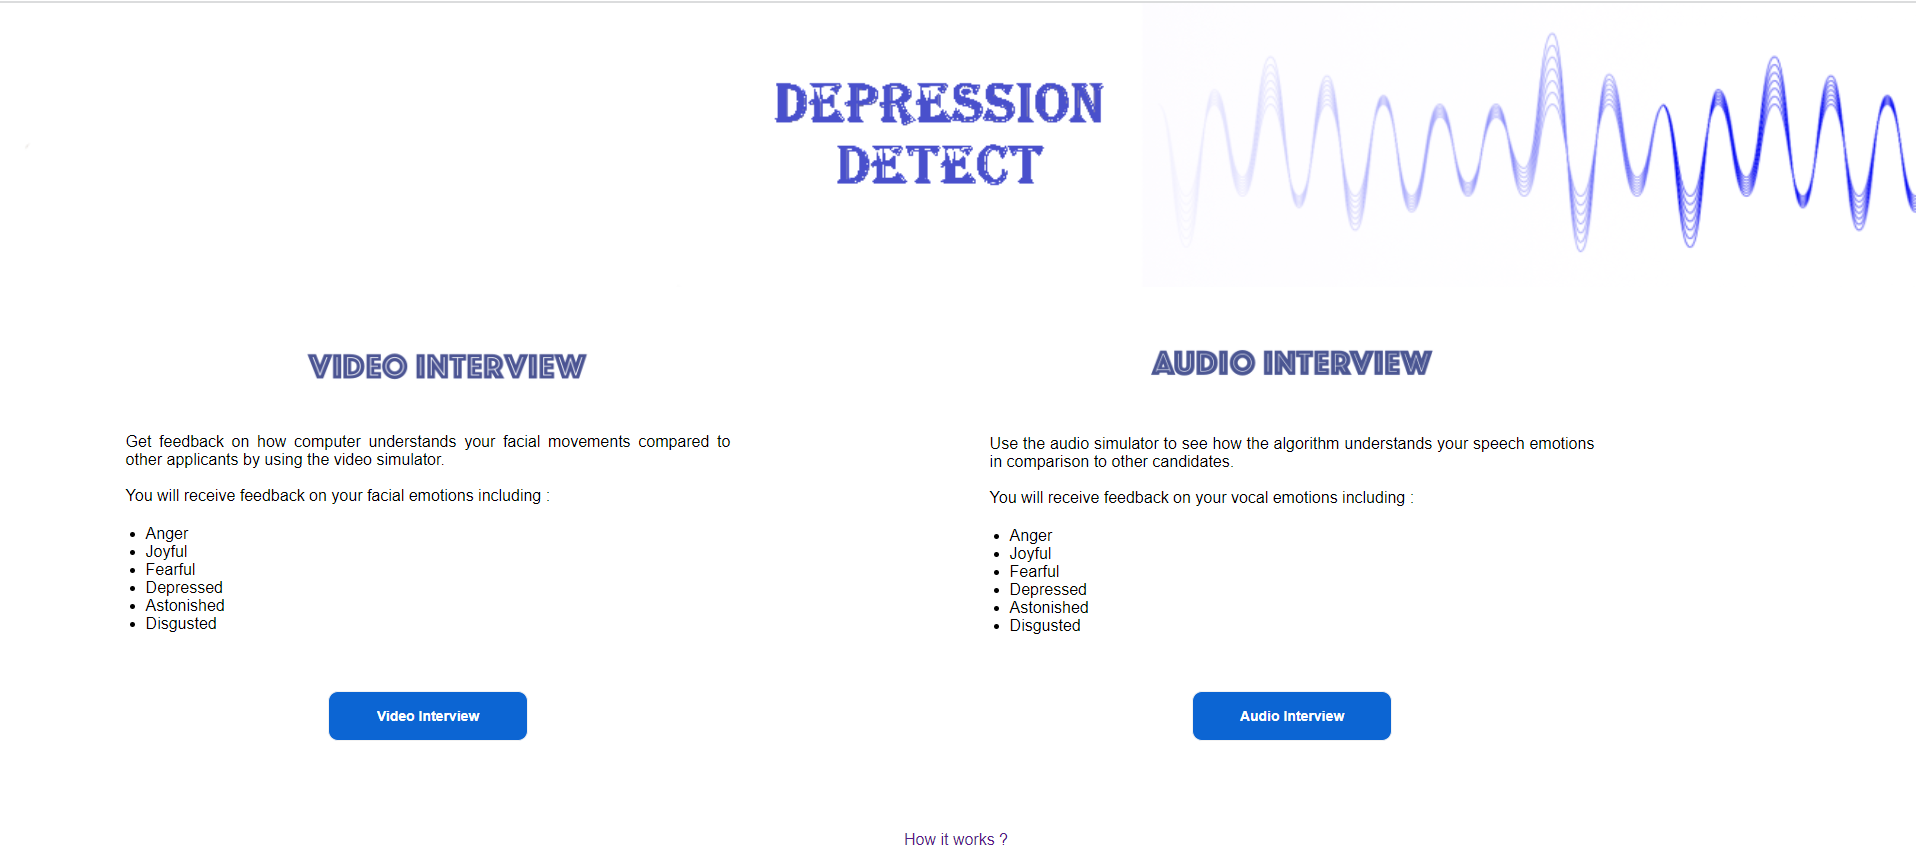 DEPRESSION
DETECT
VIDEO INTERVIEW
Get feedback on how computer understands your facial movements compared to
other applicants by using the video simulator.
You will receive feedback on your facial emotions including :
• Anger
• Joyful
• Fearful
• Depressed
• Astonished
• Disgusted
Video Interview
AUDIO INTERVIEW
Use the audio simulator to see how the algorithm understands your speech emotions
in comparison to other candidates.
You will receive feedback on your vocal emotions including :
• Anger
• Joyful
• Fearful
• Depressed
• Astonished
• Disgusted
Audio Interview
How it works ?